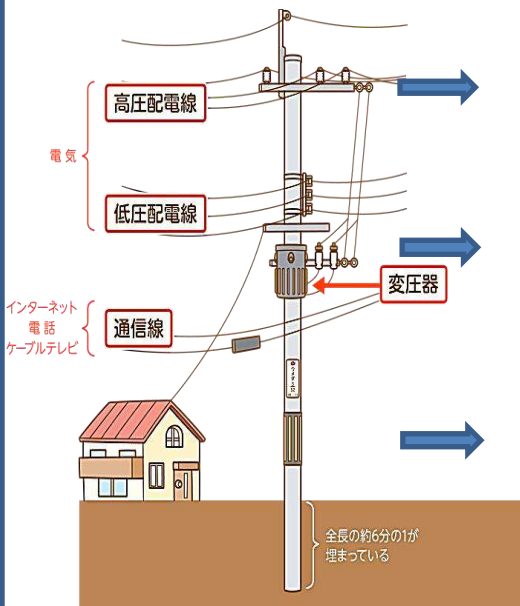 高圧配電線
電気
低圧配電線
変圧器
インターネット
電話
ケーブルテレビ
通信線
全長の約6分の1が
埋まっている